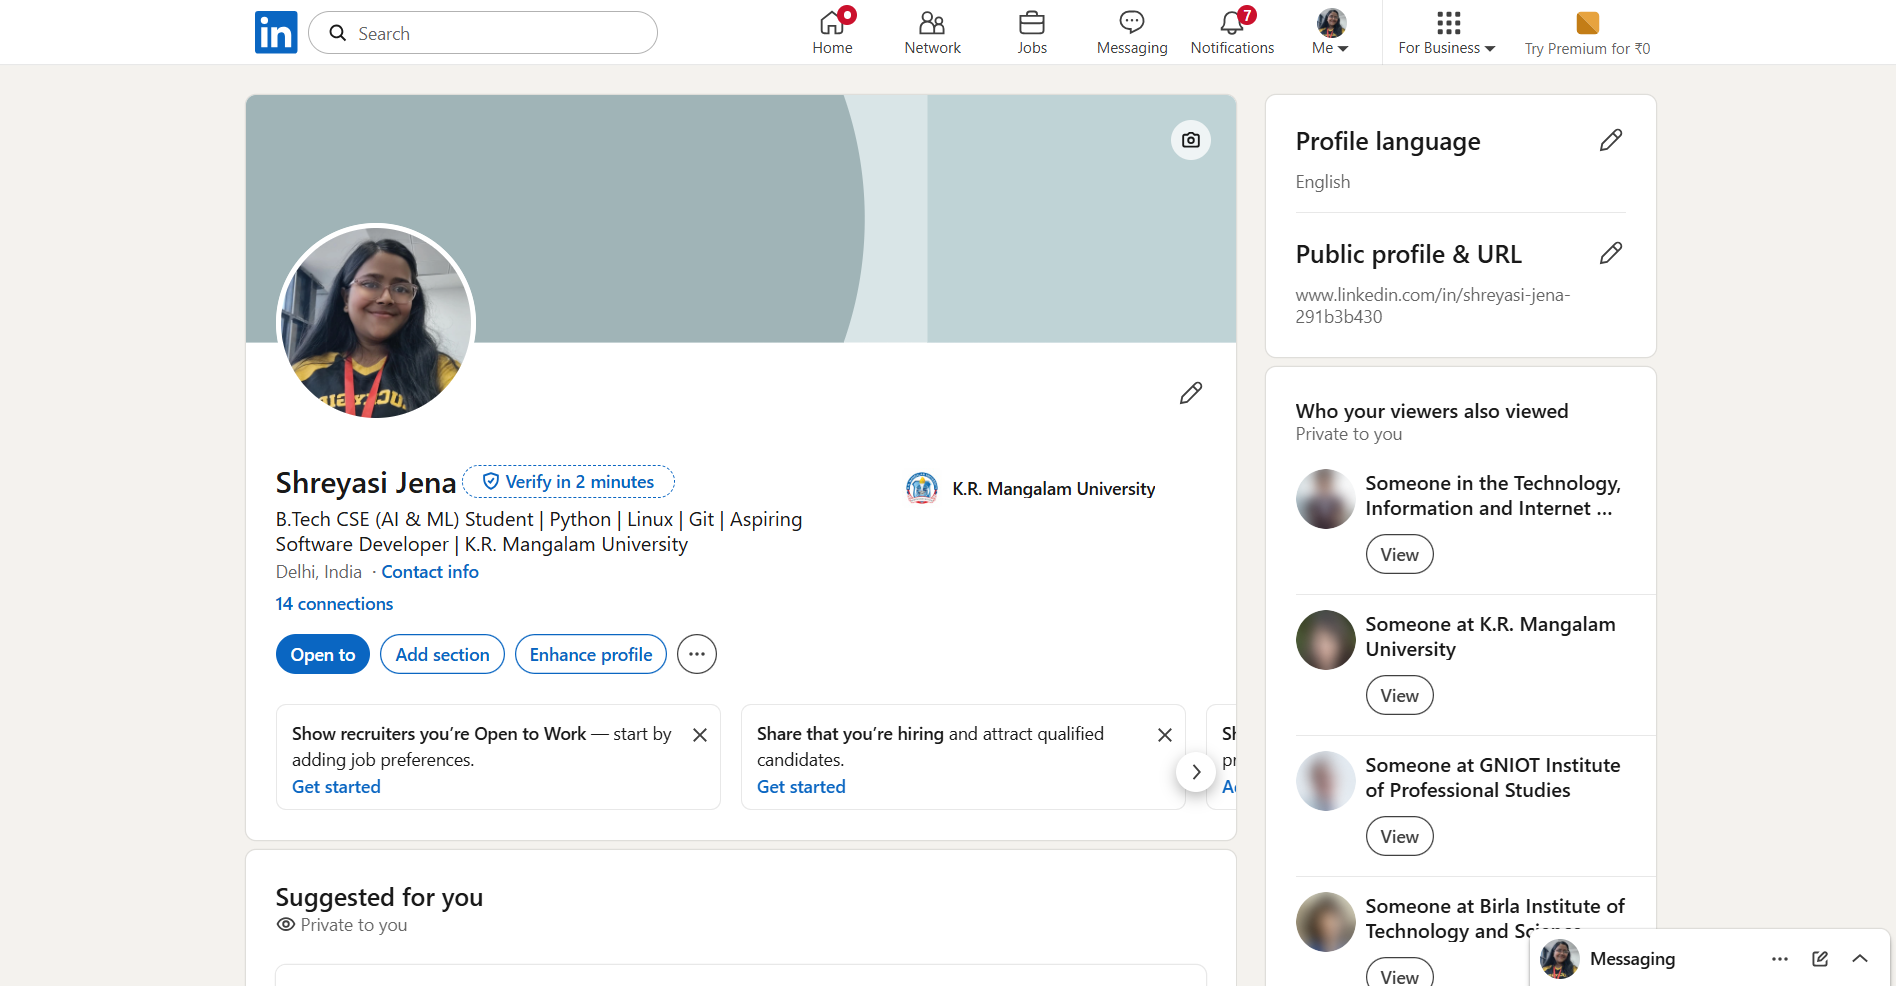 in
Search
Home
Network
Jobs
Messaging
7
Notifications
Me
For Business
Try Premium for ₹0
Shreyasi Jena
Verify in 2 minutes
K.R. Mangalam University
B.Tech CSE (AI & ML) Student | Python | Linux | Git | Aspiring
Software Developer | K.R. Mangalam University
Delhi, India · Contact info
14 connections
Open to
Add section
Enhance profile
Show recruiters you’re Open to Work — start by
adding job preferences.
Get started
Share that you’re hiring and attract qualified
candidates.
Get started
Suggested for you
Private to you
Profile language
English
Public profile & URL
www.linkedin.com/in/shreyasi-jena-
291b3b430
Who your viewers also viewed
Private to you
Someone in the Technology,
Information and Internet ...
View
Someone at K.R. Mangalam
University
View
Someone at GNIOT Institute
of Professional Studies
View
Someone at Birla Institute of
Technology and Science
View
Messaging